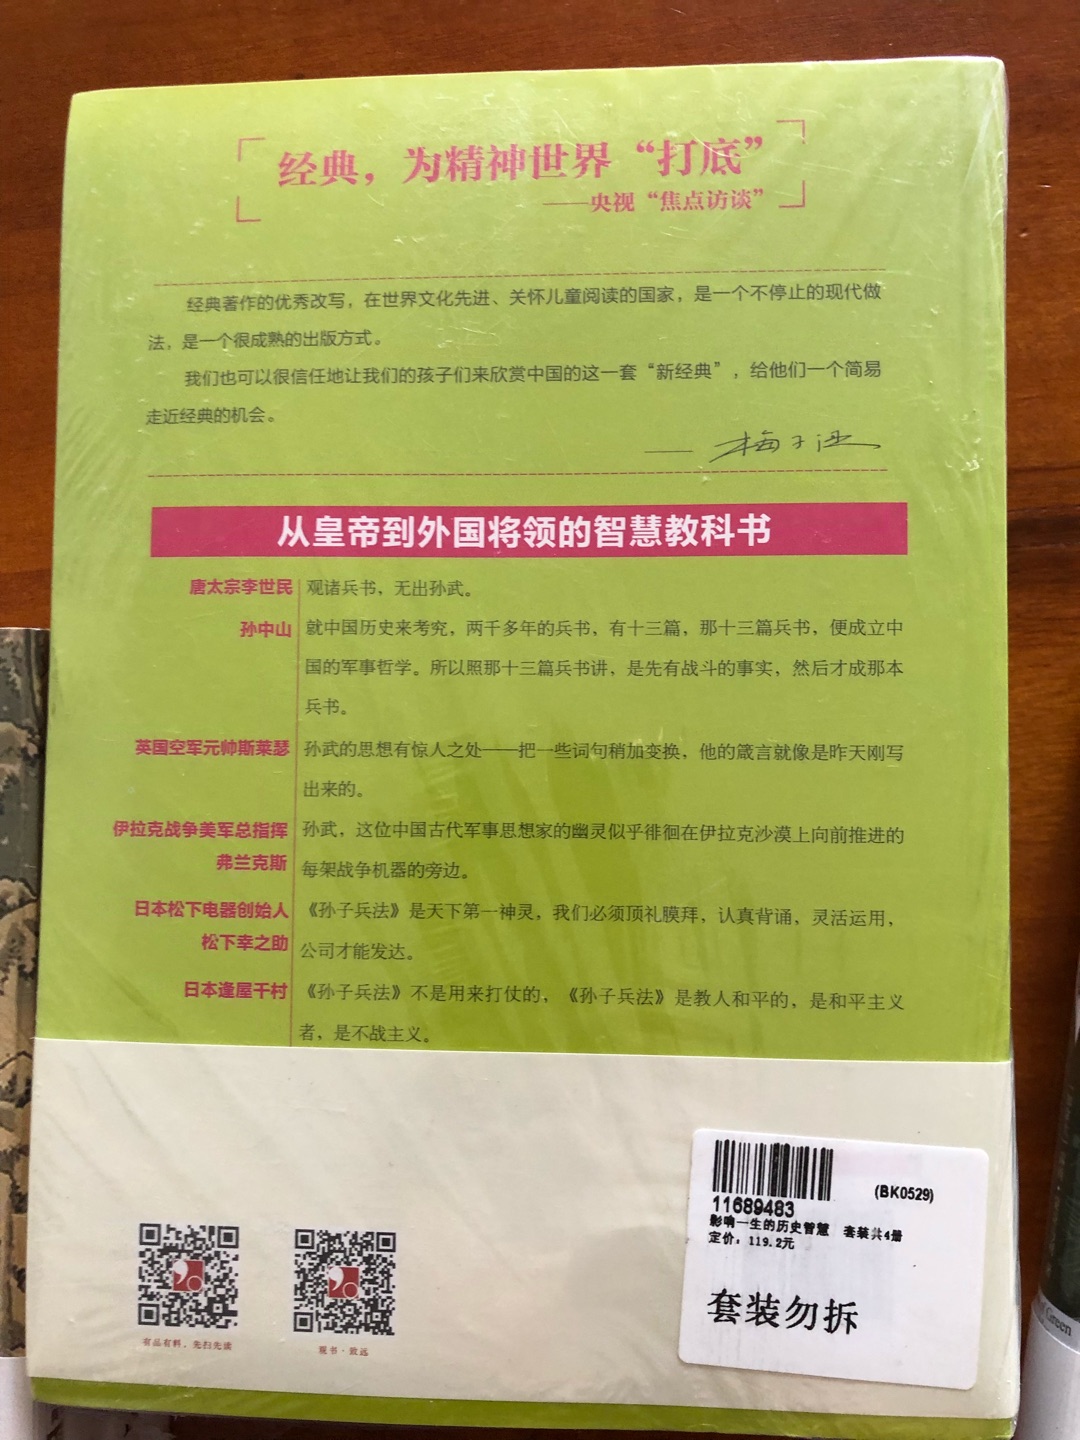 经典，为精神世界“打底”
——央视“焦点访谈”
经典著作的优秀改写，在世界文化先进、关怀儿童阅读的国家，是一个不停止的现代做
法，是一个很成熟的出版方式。
我们也可以很信任地让我们的孩子们来欣赏中国的这一套“新经典”，给他们一个简易
走近经典的机会。
——梅子涵
从皇帝到外国将领的智慧教科书
唐太宗李世民 观诸兵书，无出孙武。
孙中山 就中国历史来考究，两千多年的兵书，有十三篇，那十三篇兵书，便成立中
国的军事哲学。所以照那十三篇兵书讲，是先有战斗的事实，然后才成那本
兵书。
英国空军元帅斯莱瑟 孙武的思想有惊人之处——把一些词句稍加变换，他的箴言就像是昨天刚写
出来的。
伊拉克战争美军总指挥 孙武，这位中国古代军事思想家的幽灵似乎徘徊在伊拉克沙漠上向前推进的
弗兰克斯 每架战争机器的旁边。
日本松下电器创始人 《孙子兵法》是天下第一神灵，我们必须顶礼膜拜，认真背诵，灵活运用，
松下幸之助 公司才能发达。
日本逢屋千村 《孙子兵法》不是用来打仗的，《孙子兵法》是教人和平的，是和平主义
者，是不战主义。
(BK0529)
11689483
影响一生的历史智慧 套装共4册
定价：119.2元
套装勿拆
有品有料，先扫先读
观书·致远
Green